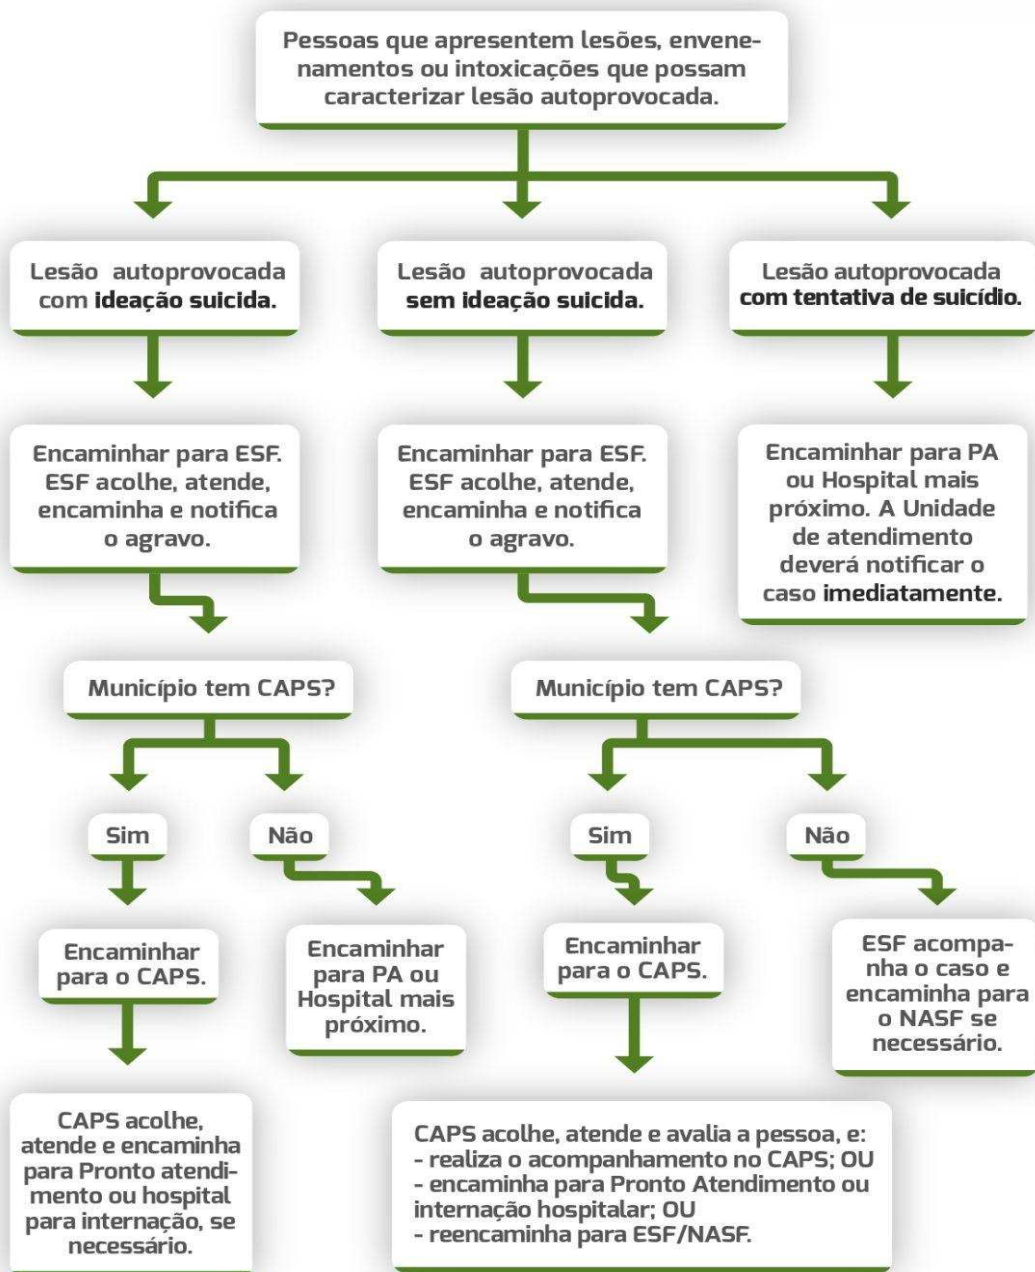 Pessoas que apresentem lesões, envene-
namentos ou intoxicações que possam
caracterizar lesão autoprovocada.
Lesão autoprovocada
com ideação suicida.
Lesão autoprovocada
sem ideação suicida.
Lesão autoprovocada
com tentativa de suicídio.
Encaminhar para ESF.
ESF acolhe, atende,
encaminha e notifica
o agravo.
Encaminhar para ESF.
ESF acolhe, atende,
encaminha e notifica
o agravo.
Encaminhar para PA
ou Hospital mais
próximo. A Unidade
de atendimento
deverá notificar o
caso imediatamente.
Município tem CAPS?
Município tem CAPS?
Sim
Não
Sim
Não
Encaminhar
para o CAPS.
Encaminhar
para PA ou
Hospital mais
próximo.
Encaminhar
para o CAPS.
ESF acompa-
nha o caso e
encaminha para
o NASF se
necessário.
CAPS acolhe,
atende e encaminha
para Pronto atendi-
mento ou hospital
para internação, se
necessário.
CAPS acolhe, atende e avalia a pessoa, e:
- realiza o acompanhamento no CAPS; OU
- encaminha para Pronto Atendimento ou
internação hospitalar; OU
- reencaminha para ESF/NASF.